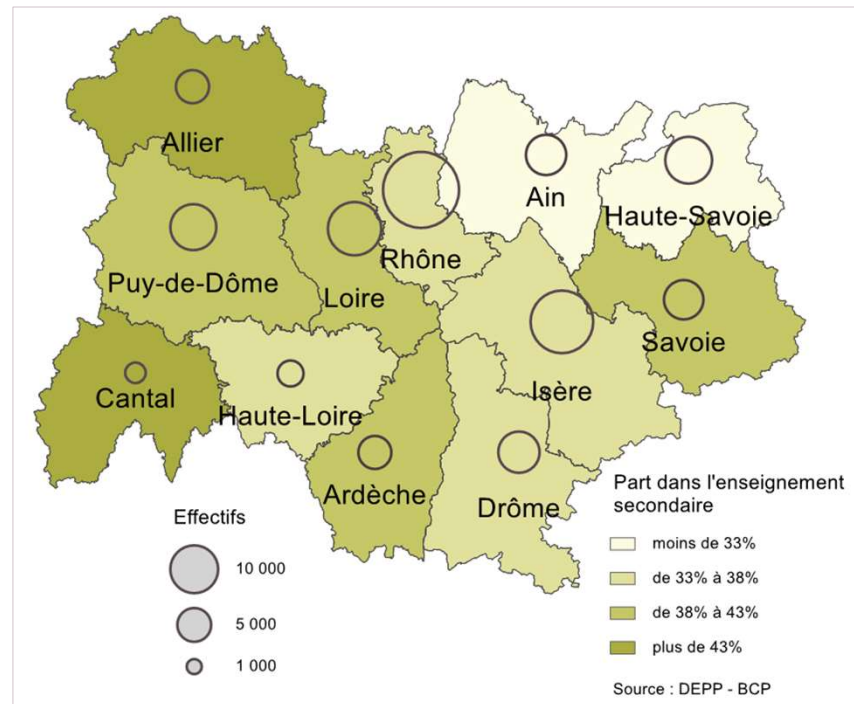 Allier
Ain
Haute-Savoie
Rhône
Puy-de-Dôme
Loire
Savoie
Isère
Cantal
Haute-Loire
Ardèche
Drôme
Effectifs
10 000
5 000
1 000
Part dans l'enseignement
secondaire
moins de 33%
de 33% à 38%
de 38% à 43%
plus de 43%
Source : DEPP - BCP